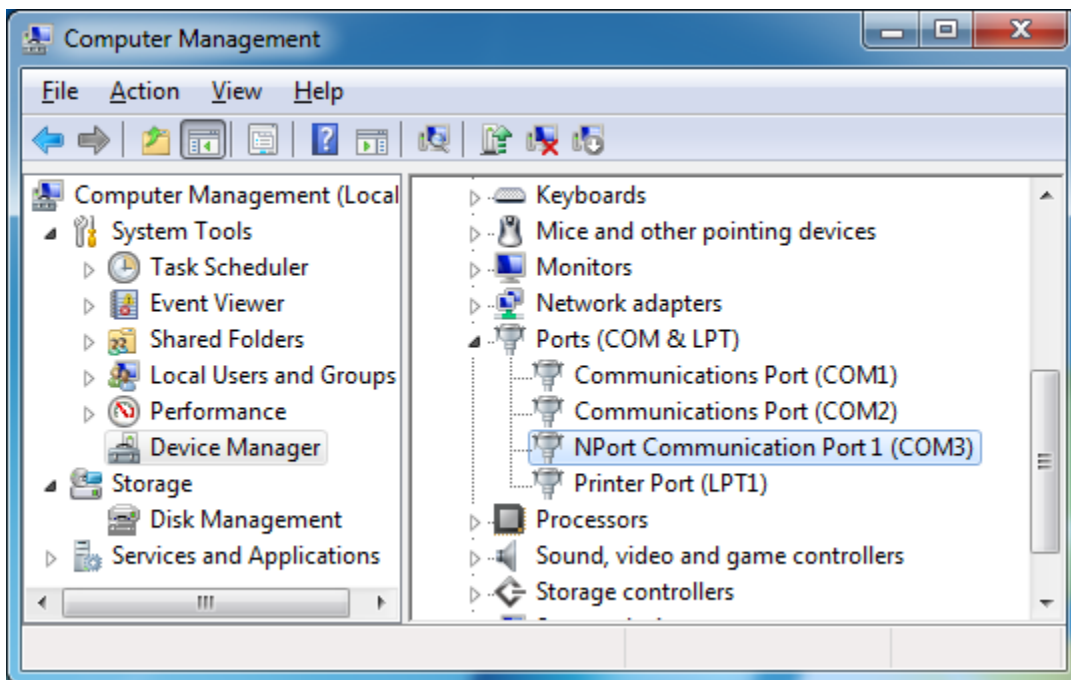 Computer Management
File Action View Help
Computer Management (Local
System Tools
Task Scheduler
Event Viewer
Shared Folders
Local Users and Groups
Performance
Device Manager
Storage
Disk Management
Services and Applications
Keyboards
Mice and other pointing devices
Monitors
Network adapters
Ports (COM & LPT)
Communications Port (COM1)
Communications Port (COM2)
NPort Communication Port 1 (COM3)
Printer Port (LPT1)
Processors
Sound, video and game controllers
Storage controllers